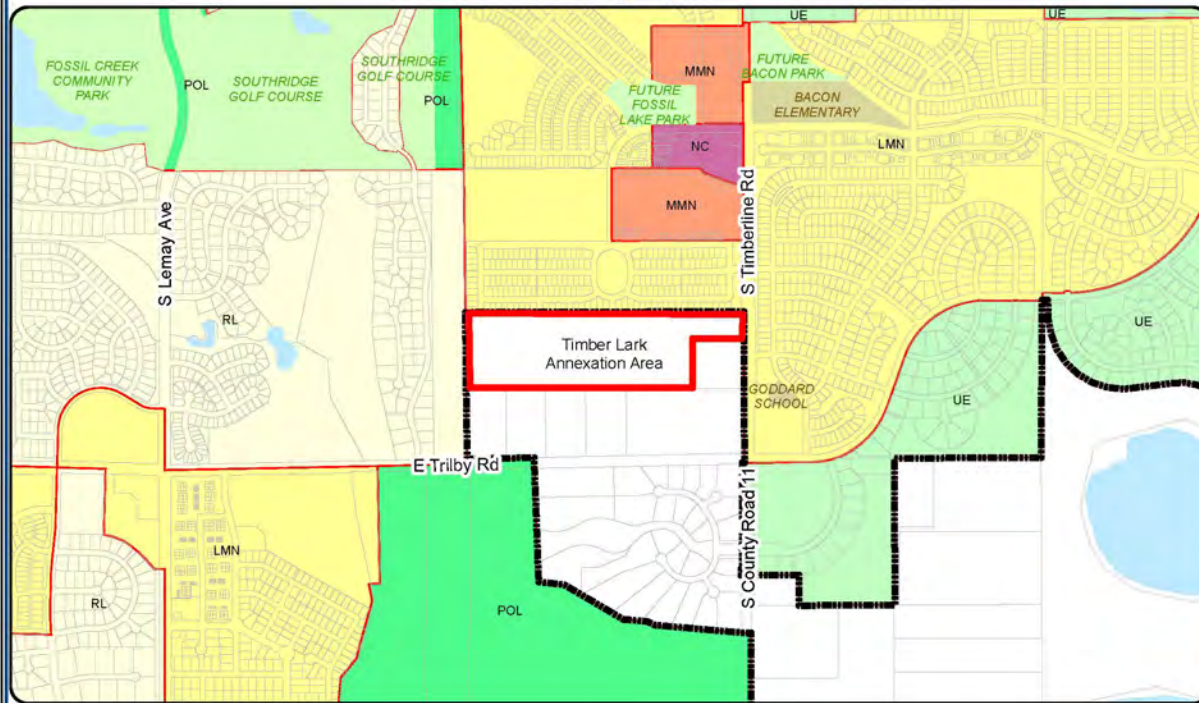 UE
UE
FOSSIL CREEK
COMMUNITY
PARK
POL
SOUTHRIDGE
GOLF COURSE
SOUTHRIDGE
GOLF COURSE
POL
MMN
FUTURE
BACON PARK
FUTURE
FOSSIL
LAKE PARK
BACON
ELEMENTARY
NC
LMN
MMN
S Timberline Rd
S Lemay Ave
RL
Timber Lark
Annexation Area
UE
GODDARD
SCHOOL
UE
E Trilby Rd
S County Road 11
LMN
RL
POL